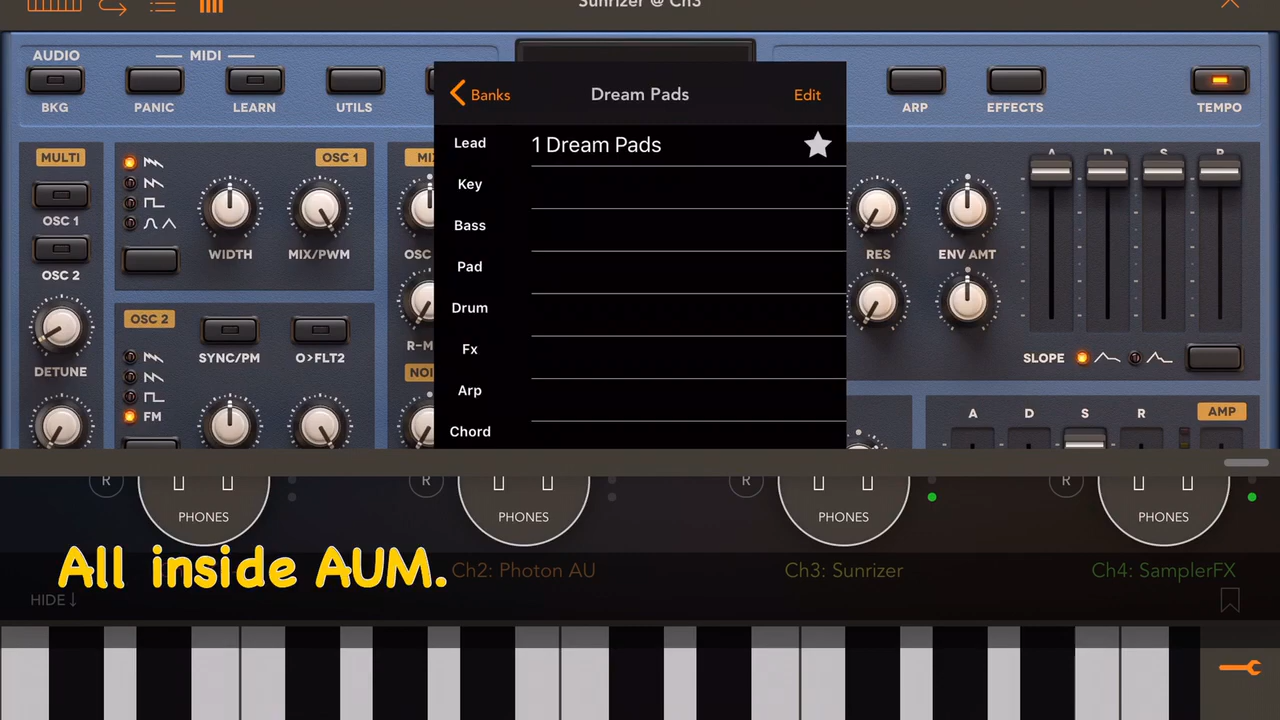 Sunrizer @ Ch3
AUDIO
MIDI
BKG
PANIC
LEARN
UTILS
ARP
EFFECTS
TEMPO
Banks
Dream Pads
Edit
Lead
1 Dream Pads
Key
Bass
Pad
Drum
Fx
Arp
Chord
MULTI
OSC 1
OSC 2
DETUNE
OSC 1
WIDTH
MIX/PWM
OSC 2
SYNC/PM
O>FLT2
FM
MIX
OSC
R-M
NOI
RES
ENV AMT
A D S R
SLOPE
A D S R
AMP
R
PHONES
R
PHONES
R
PHONES
R
PHONES
All inside AUM.
Ch2: Photon AU
Ch3: Sunrizer
Ch4: SamplerFX
HIDE↓